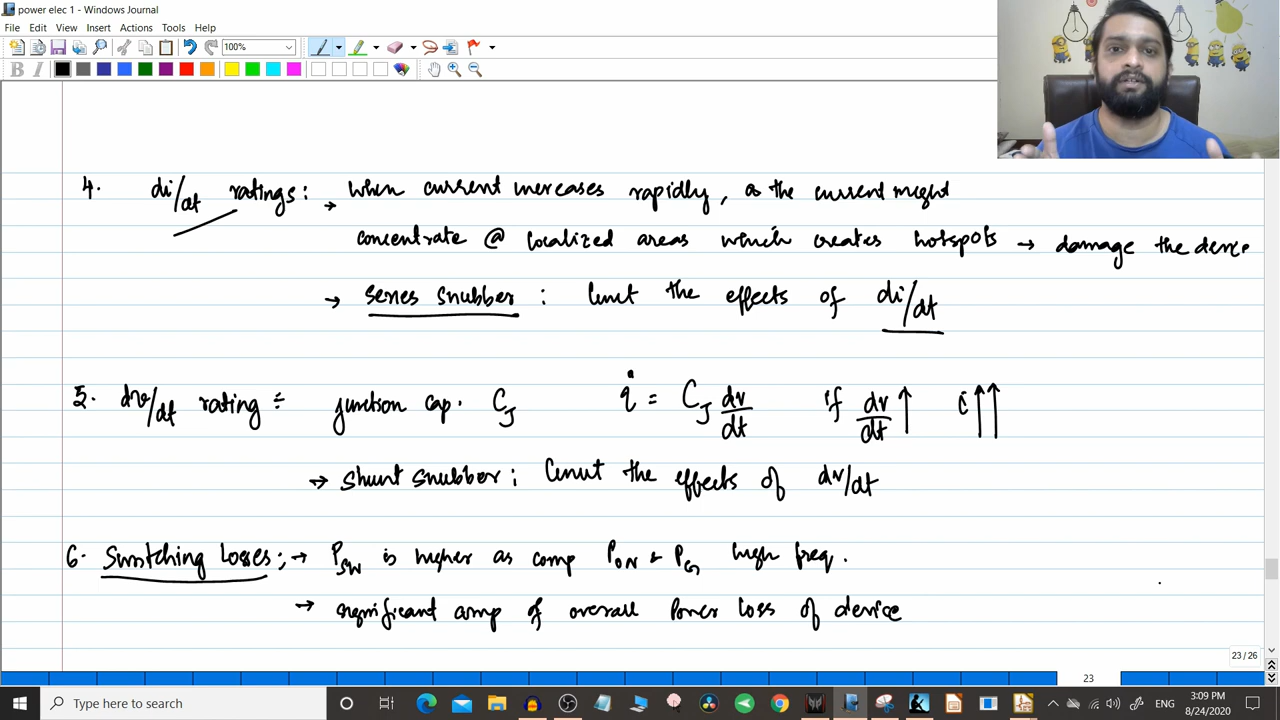 power elec 1 - Windows Journal
File Edit View Insert Actions Tools Help
100%
B I
4. di/dt ratings: → When current increases rapidly, the current might
concentrate @ localized areas which creates hotspots → damage the device
→ series snubber : limit the effects of di/dt
5. dv/dt rating ÷ junction cap. CJ i = CJ dv/dt if dv/dt ↑ i ↑↑
→ Shunt snubber : limit the effects of dv/dt
6. Switching Losses ; → PSW is higher as comp PON & PG high freq.
→ significant comp of overall Power loss of device
23 / 26
23
Type here to search
3:09 PM
8/24/2020